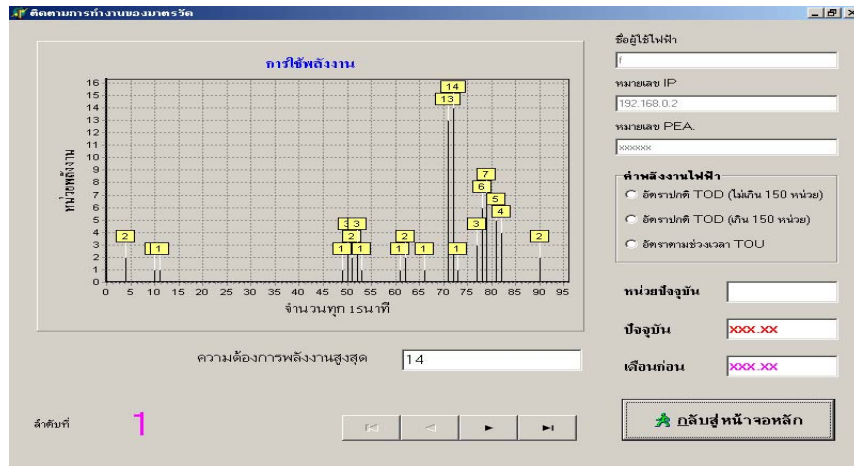 ติดตามการทำงานของมาตรวัด
การใช้พลังงาน
หน่วยพลังงาน
16
15
14
13
12
11
10
9
8
7
6
5
4
3
2
1
0
2
1
1
3
3
2
1
1
2
1
3
13
14
1
3
6
7
5
4
2
0 5 10 15 20 25 30 35 40 45 50 55 60 65 70 75 80 85 90 95
จำนวนทุก 15นาที
ความต้องการพลังงานสูงสุด 14
ลำดับที่ 1
ชื่อผู้ใช้ไฟฟ้า
f
หมายเลข IP
192.168.0.2
หมายเลข PEA.
xxxxxx
ค่าพลังงานไฟฟ้า
อัตราปกติ TOD (ไม่เกิน 150 หน่วย)
อัตราปกติ TOD (เกิน 150 หน่วย)
อัตราตามช่วงเวลา TOU
หน่วยปัจจุบัน
ปัจจุบัน xxx.xx
เดือนก่อน xxx.xx
กลับสู่หน้าจอหลัก